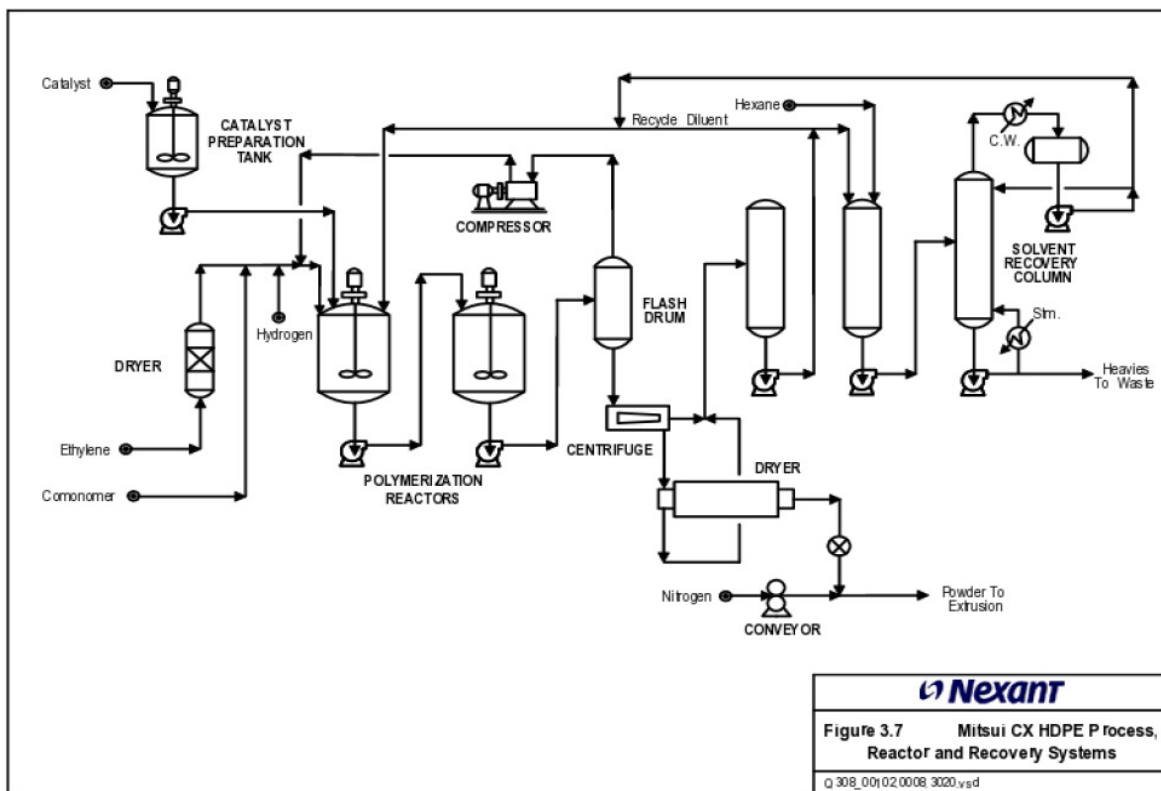 Catalyst
CATALYST
PREPARATION
TANK
Hexane
Recycle Diluent
C.W.
COMPRESSOR
SOLVENT
RECOVERY
COLUMN
FLASH
DRUM
Stm.
Hydrogen
DRYER
Heavies
To Waste
Ethylene
CENTRIFUGE
Comonomer
POLYMERIZATION
REACTORS
DRYER
Nitrogen
Powder To
Extrusion
CONVEYOR
Nexant
Figure 3.7 Mitsui CX HDPE Process,
Reactor and Recovery Systems
Q308_00102.0008.3020.vsd